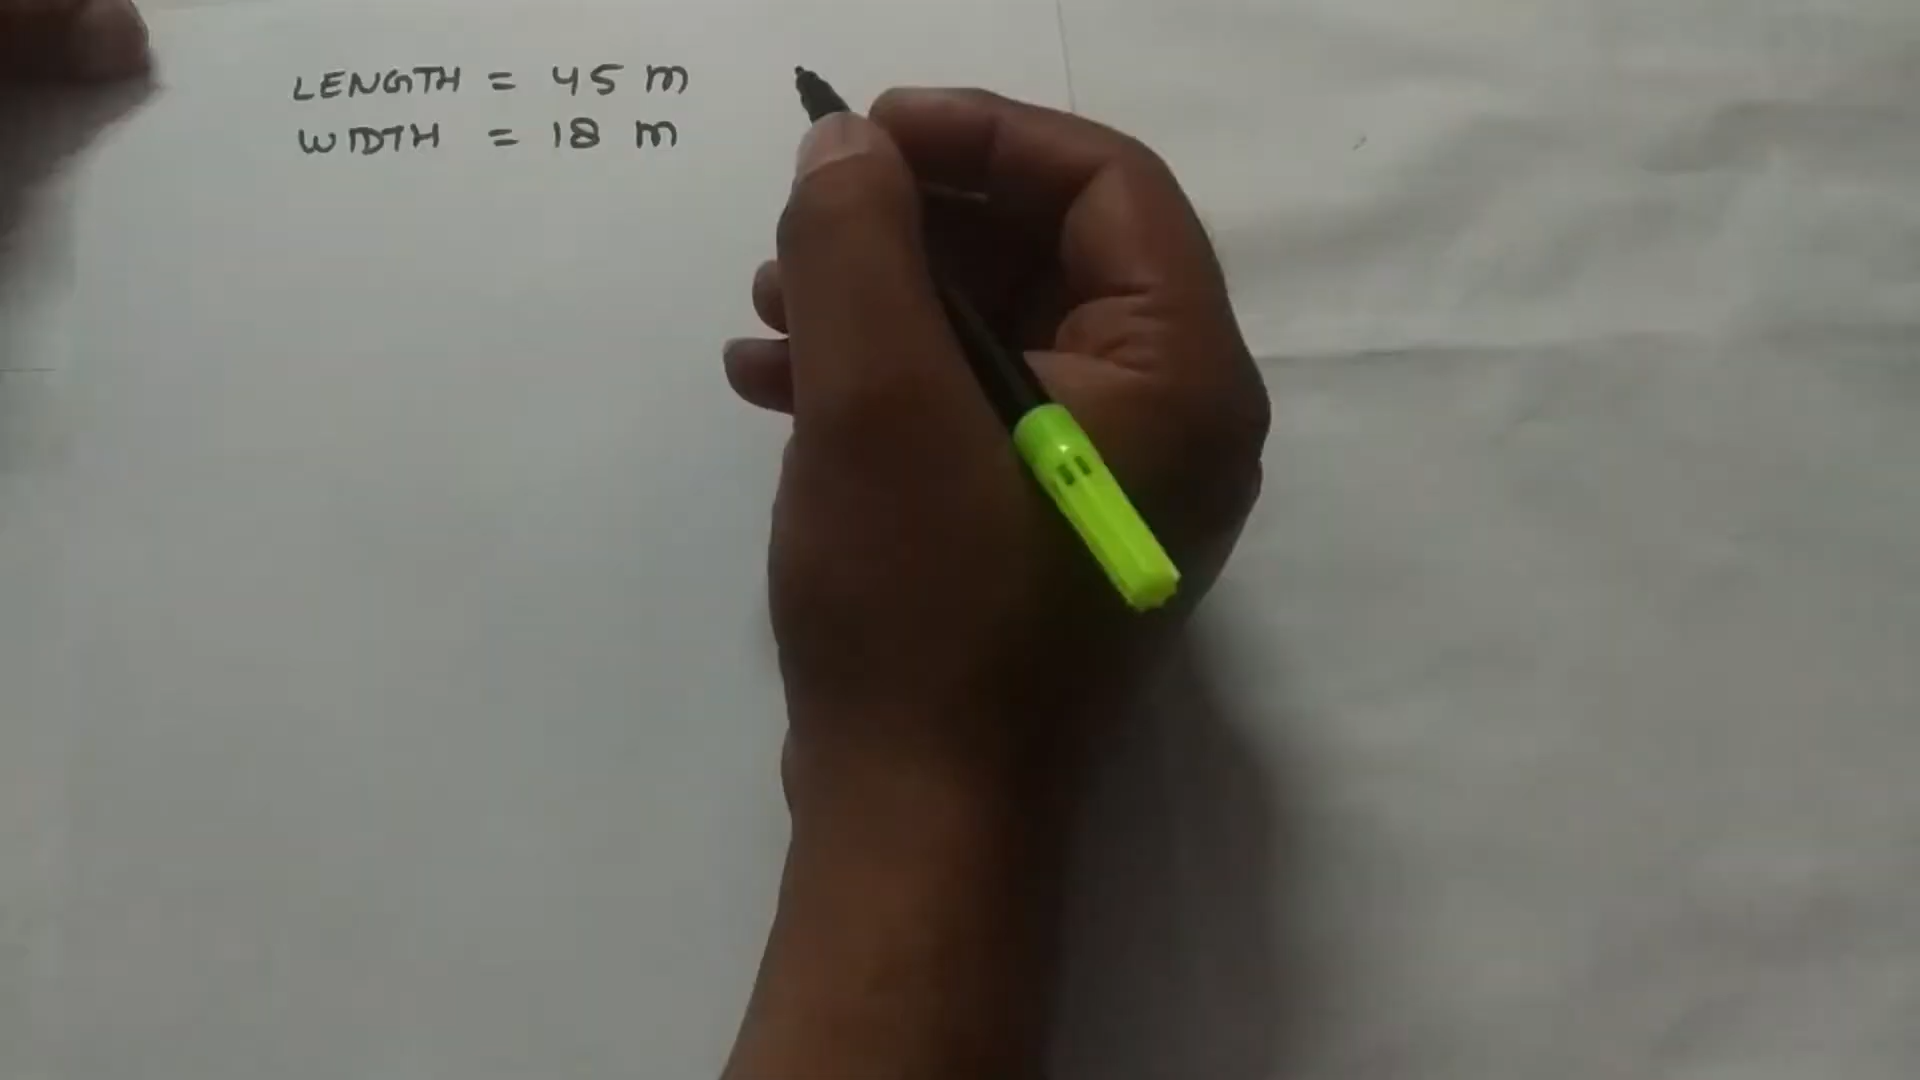 LENGTH = 45 m
WIDTH = 18 m